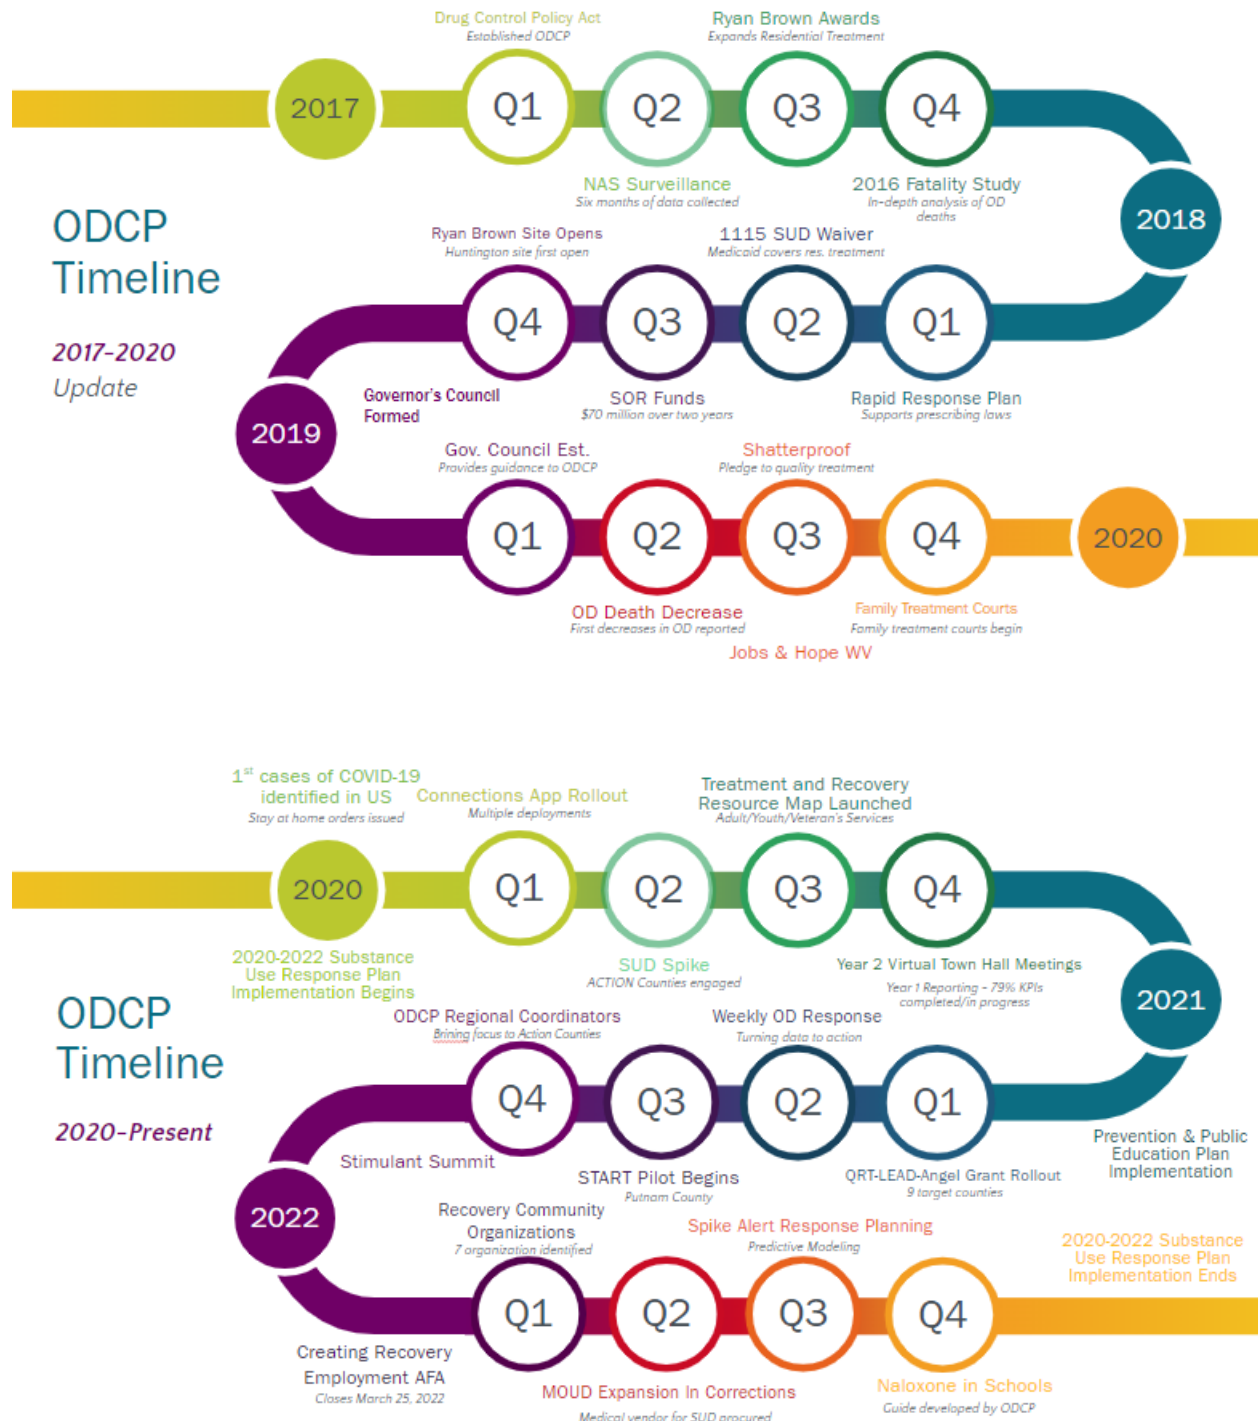 Drug Control Policy Act
Established ODCP
Ryan Brown Awards
Expands Residential Treatment
2017
Q1
Q2
Q3
Q4
NAS Surveillance
Six months of data collected
2016 Fatality Study
In-depth analysis of OD
deaths
2018
ODCP
Timeline
2017-2020
Update
Ryan Brown Site Opens
Huntington site first open
1115 SUD Waiver
Medicaid covers res. treatment
Q4
Q3
Q2
Q1
Governor's Council
Formed
SOR Funds
$70 million over two years
Rapid Response Plan
Supports prescribing laws
2019
Gov. Council Est.
Provides guidance to ODCP
Shatterproof
Pledge to quality treatment
Q1
Q2
Q3
Q4
2020
OD Death Decrease
First decreases in OD reported
Family Treatment Courts
Family treatment courts begin
Jobs & Hope WV
1st cases of COVID-19
identified in US
Stay at home orders issued
Connections App Rollout
Multiple deployments
Treatment and Recovery
Resource Map Launched
Adult/Youth/Veteran's Services
2020
Q1
Q2
Q3
Q4
2020-2022 Substance
Use Response Plan
Implementation Begins
SUD Spike
ACTION Counties engaged
Year 2 Virtual Town Hall Meetings
Year 1 Reporting - 79% KPIs
completed/in progress
2021
ODCP
Timeline
2020-Present
ODCP Regional Coordinators
Brining focus to Action Counties
Weekly OD Response
Turning data to action
Q4
Q3
Q2
Q1
Stimulant Summit
START Pilot Begins
Putnam County
QRT-LEAD-Angel Grant Rollout
9 target counties
Prevention & Public
Education Plan
Implementation
2022
Recovery Community
Organizations
7 organization identified
Spike Alert Response Planning
Predictive Modeling
2020-2022 Substance
Use Response Plan
Implementation Ends
Q1
Q2
Q3
Q4
Creating Recovery
Employment AFA
Closes March 25, 2022
MOUD Expansion In Corrections
Medical vendor for SUD procured
Naloxone in Schools
Guide developed by ODCP